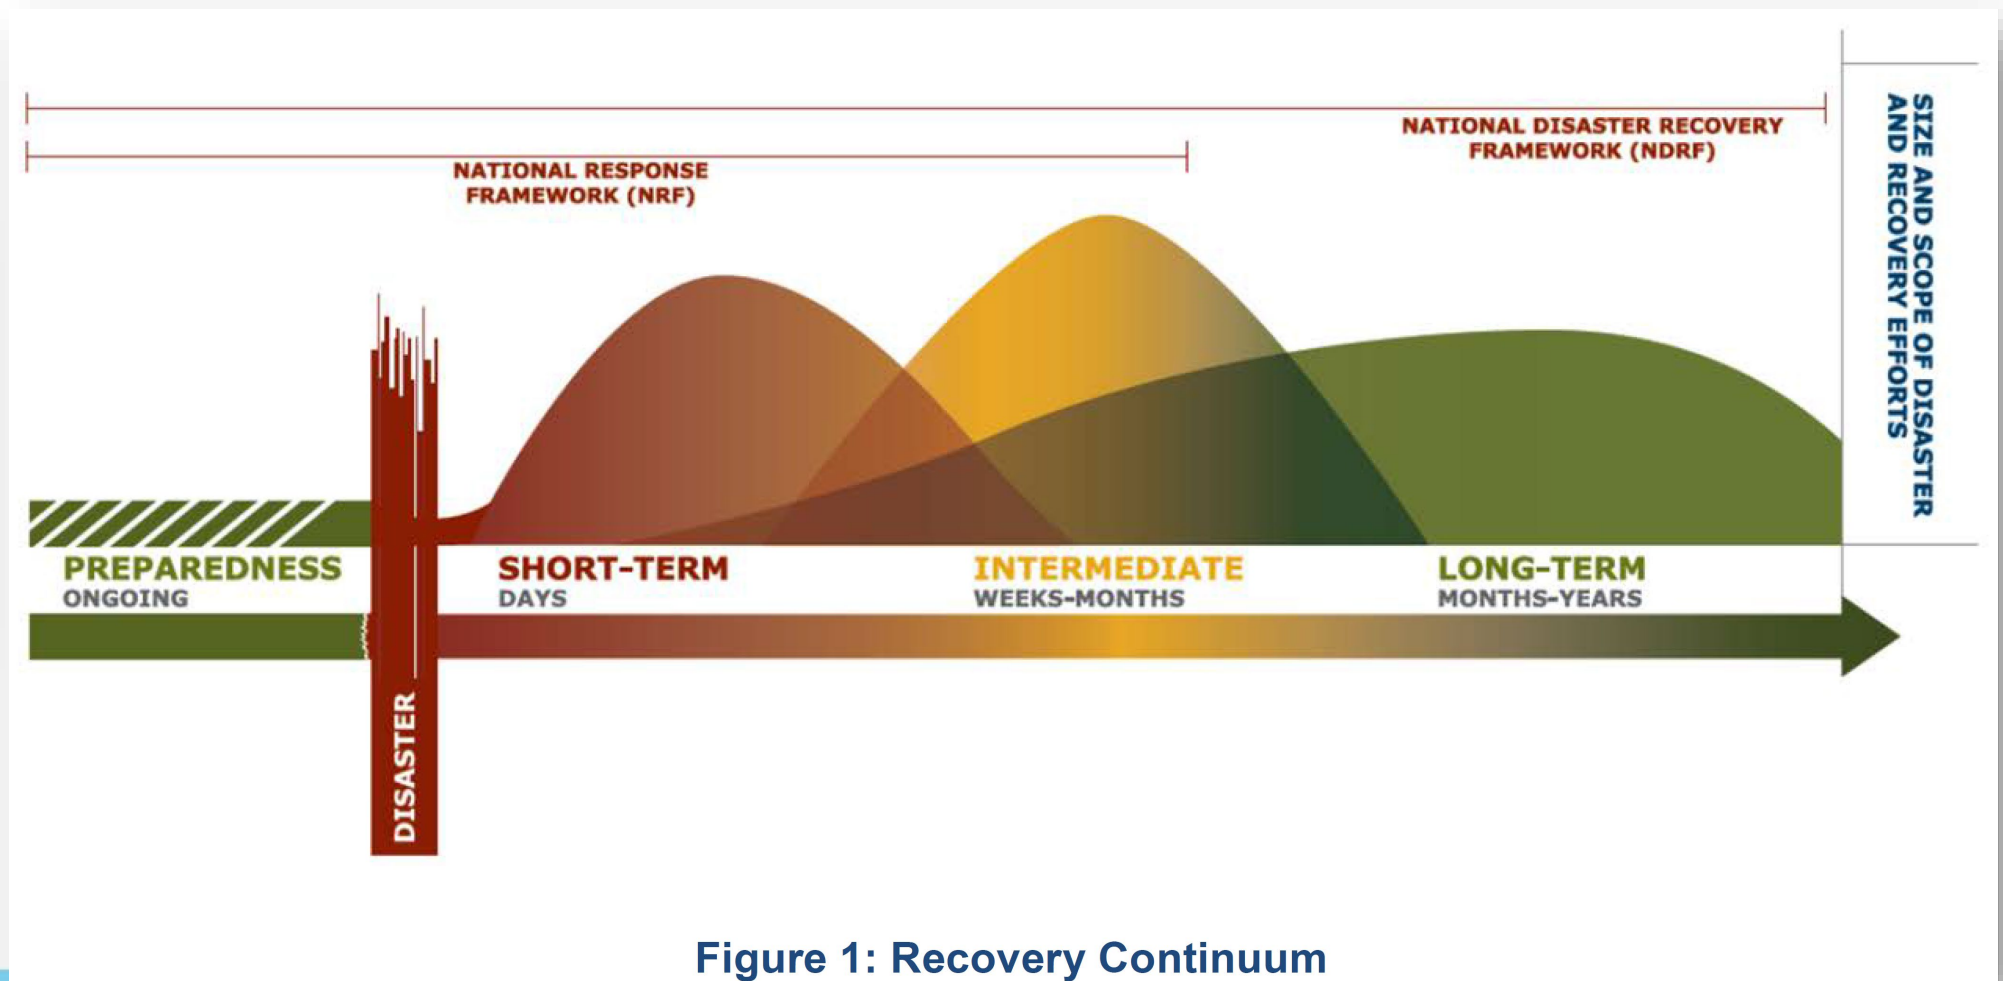 NATIONAL DISASTER RECOVERY
FRAMEWORK (NDRF)
NATIONAL RESPONSE
FRAMEWORK (NRF)
SIZE AND SCOPE OF DISASTER
AND RECOVERY EFFORTS
PREPAREDNESS
ONGOING
SHORT-TERM
DAYS
INTERMEDIATE
WEEKS-MONTHS
LONG-TERM
MONTHS-YEARS
DISASTER
Figure 1: Recovery Continuum